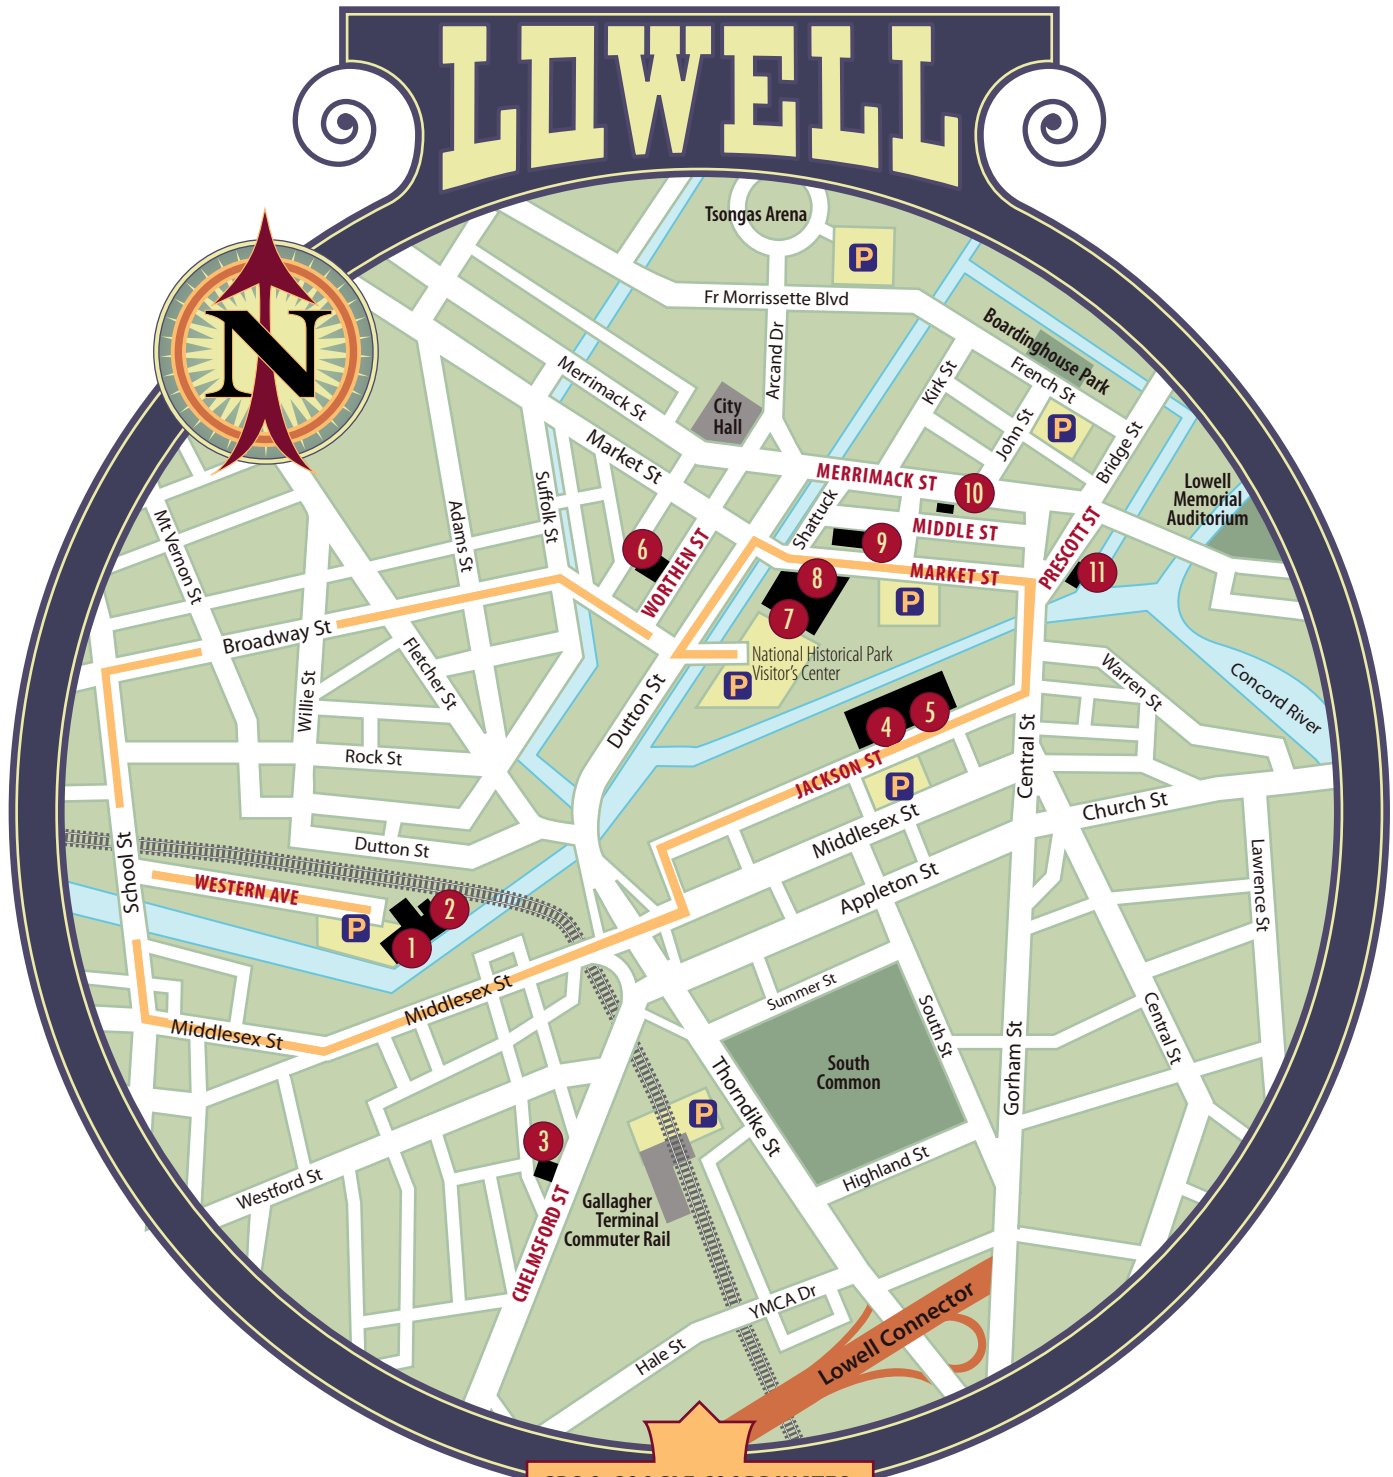 LOWELL
N
Tsongas Arena
P
Fr Morrissette Blvd
Arcand Dr
Boardinghouse Park
French St
Kirk St
John St
P
Bridge St
Merrimack St
City
Hall
Market St
MERRIMACK ST
10
Lowell
Memorial
Auditorium
Mt Vernon St
Adams St
Suffolk St
Shattuck
MIDDLE ST
PRESCOTT ST
6
WORTHEN ST
9
MARKET ST
11
8
7
P
Broadway St
Fletcher St
Willie St
National Historical Park
Visitor's Center
P
Warren St
Concord River
Dutton St
4
5
Rock St
JACKSON ST
P
Central St
Middlesex St
Church St
Dutton St
School St
WESTERN AVE
Appleton St
Lawrence St
P
2
1
Middlesex St
Middlesex St
Summer St
South St
Central St
South
Common
Gorham St
Thorndike St
P
3
Westford St
Highland St
Gallagher
Terminal
Commuter Rail
CHELMSFORD ST
YMCA Dr
Hale St
Lowell Connector